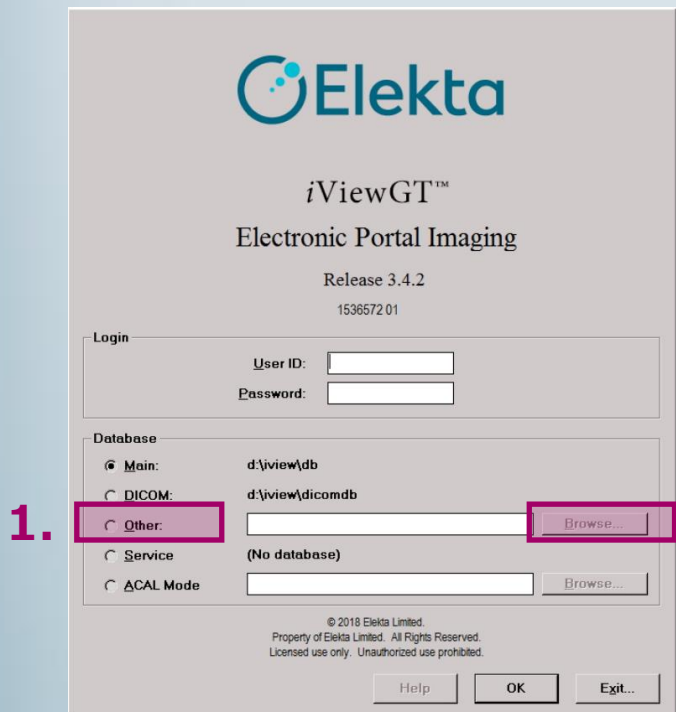 Elekta
iViewGT™
Electronic Portal Imaging
Release 3.4.2
1536572 01
Login
User ID:
Password:
Database
Main: d:\iview\db
DICOM: d:\iview\dicomdb
1. Other: Browse...
Service (No database)
ACAL Mode Browse...
© 2018 Elekta Limited.
Property of Elekta Limited. All Rights Reserved.
Licensed use only. Unauthorized use prohibited.
Help OK Exit...